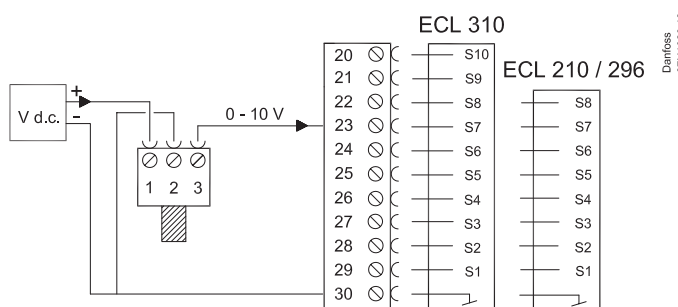 ECL 310
ECL 210 / 296
Danfoss
V d.c.
+
-
0 - 10 V
1 2 3
20 S10
21 S9
22 S8 S8
23 S7 S7
24 S6 S6
25 S5 S5
26 S4 S4
27 S3 S3
28 S2 S2
29 S1 S1
30